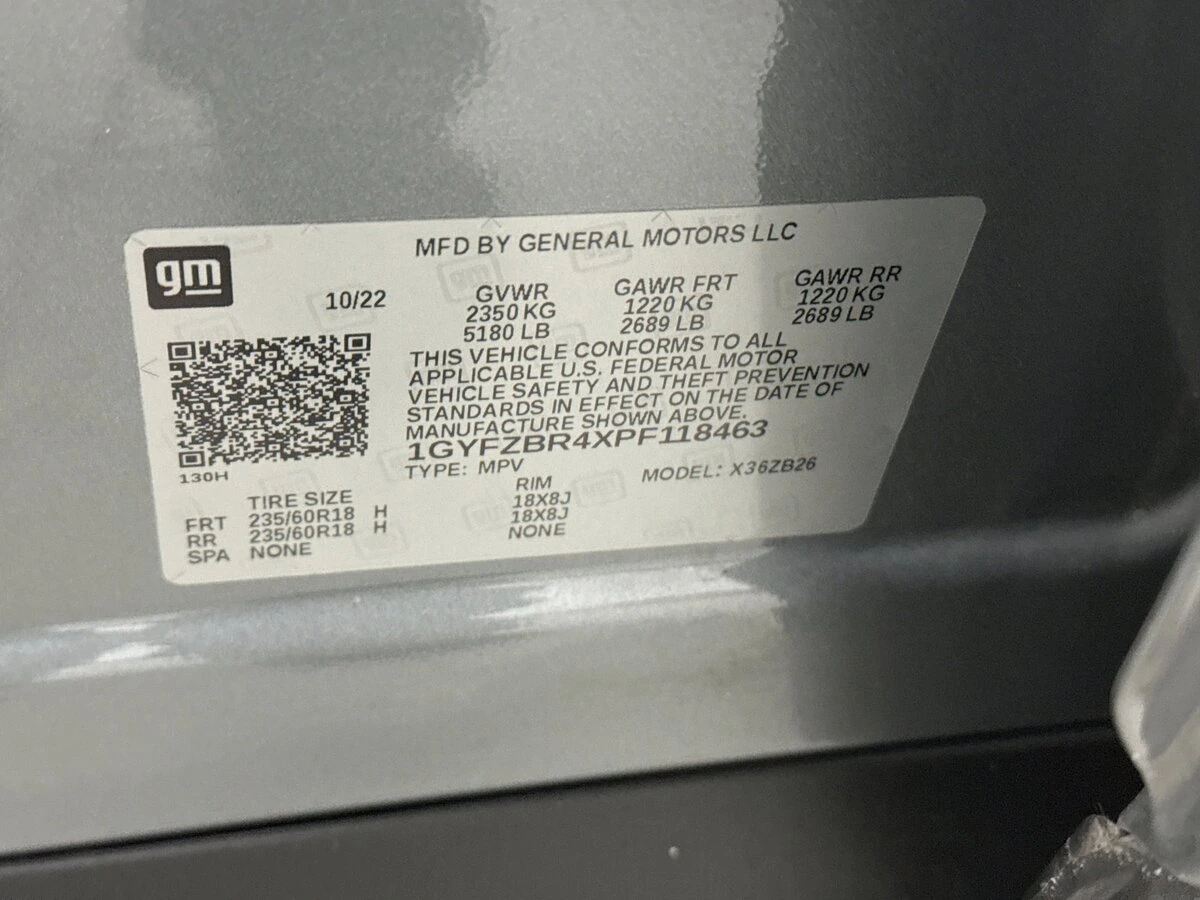 MFD BY GENERAL MOTORS LLC
gm
10/22
GVWR GAWR FRT GAWR RR
2350 KG 1220 KG 1220 KG
5180 LB 2689 LB 2689 LB
THIS VEHICLE CONFORMS TO ALL
APPLICABLE U.S. FEDERAL MOTOR
VEHICLE SAFETY AND THEFT PREVENTION
STANDARDS IN EFFECT ON THE DATE OF
MANUFACTURE SHOWN ABOVE.
1GYFZBR4XPF118463
TYPE: MPV MODEL: X36ZB26
130H
TIRE SIZE RIM
FRT 235/60R18 H 18X8J
RR 235/60R18 H 18X8J
SPA NONE NONE